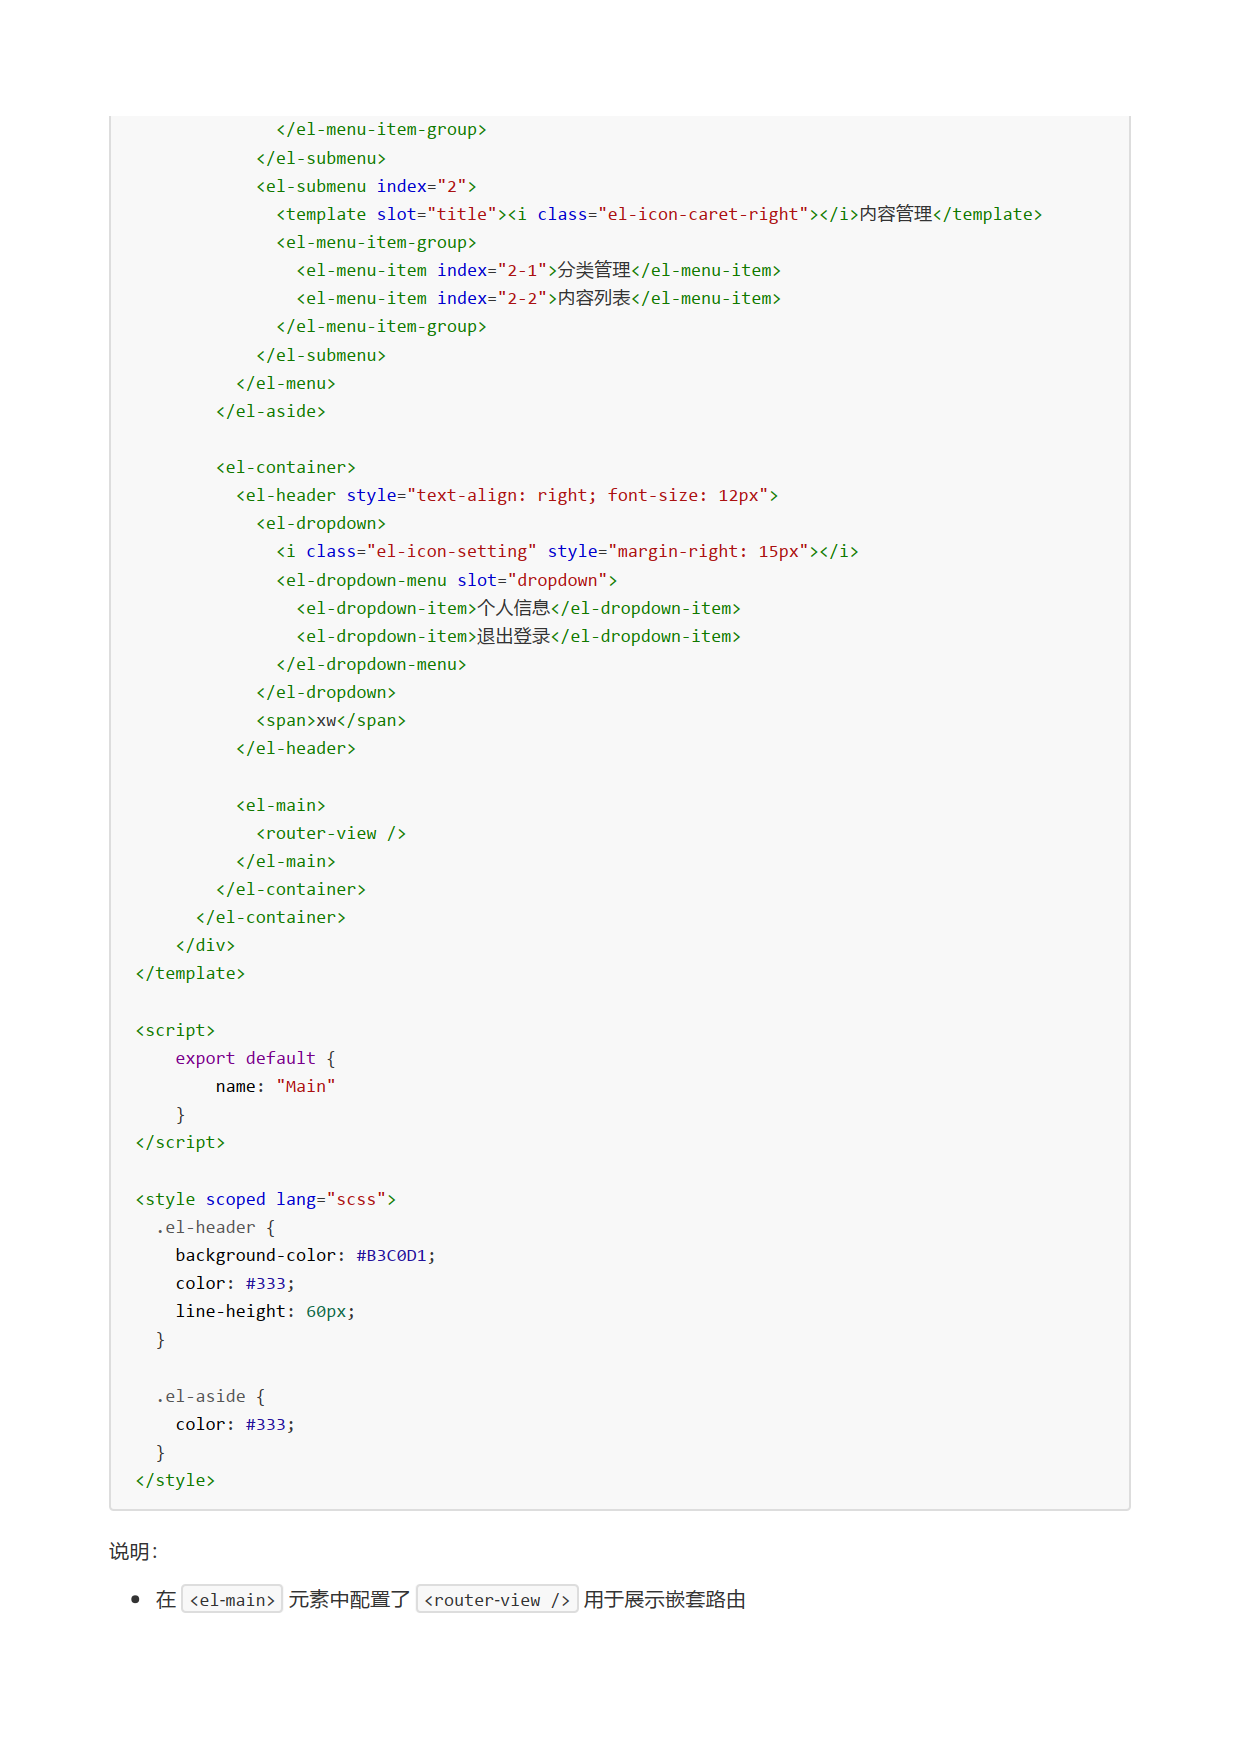 </el-menu-item-group>
            </el-submenu>
            <el-submenu index="2">
              <template slot="title"><i class="el-icon-caret-right"></i>内容管理</template>
              <el-menu-item-group>
                <el-menu-item index="2-1">分类管理</el-menu-item>
                <el-menu-item index="2-2">内容列表</el-menu-item>
              </el-menu-item-group>
            </el-submenu>
          </el-menu>
        </el-aside>

        <el-container>
          <el-header style="text-align: right; font-size: 12px">
            <el-dropdown>
              <i class="el-icon-setting" style="margin-right: 15px"></i>
              <el-dropdown-menu slot="dropdown">
                <el-dropdown-item>个人信息</el-dropdown-item>
                <el-dropdown-item>退出登录</el-dropdown-item>
              </el-dropdown-menu>
            </el-dropdown>
            <span>xw</span>
          </el-header>

          <el-main>
            <router-view />
          </el-main>
        </el-container>
      </el-container>
    </div>
</template>

<script>
    export default {
        name: "Main"
    }
</script>

<style scoped lang="scss">
  .el-header {
    background-color: #B3C0D1;
    color: #333;
    line-height: 60px;
  }

  .el-aside {
    color: #333;
  }
</style>

说明：
• 在 <el-main> 元素中配置了 <router-view /> 用于展示嵌套路由